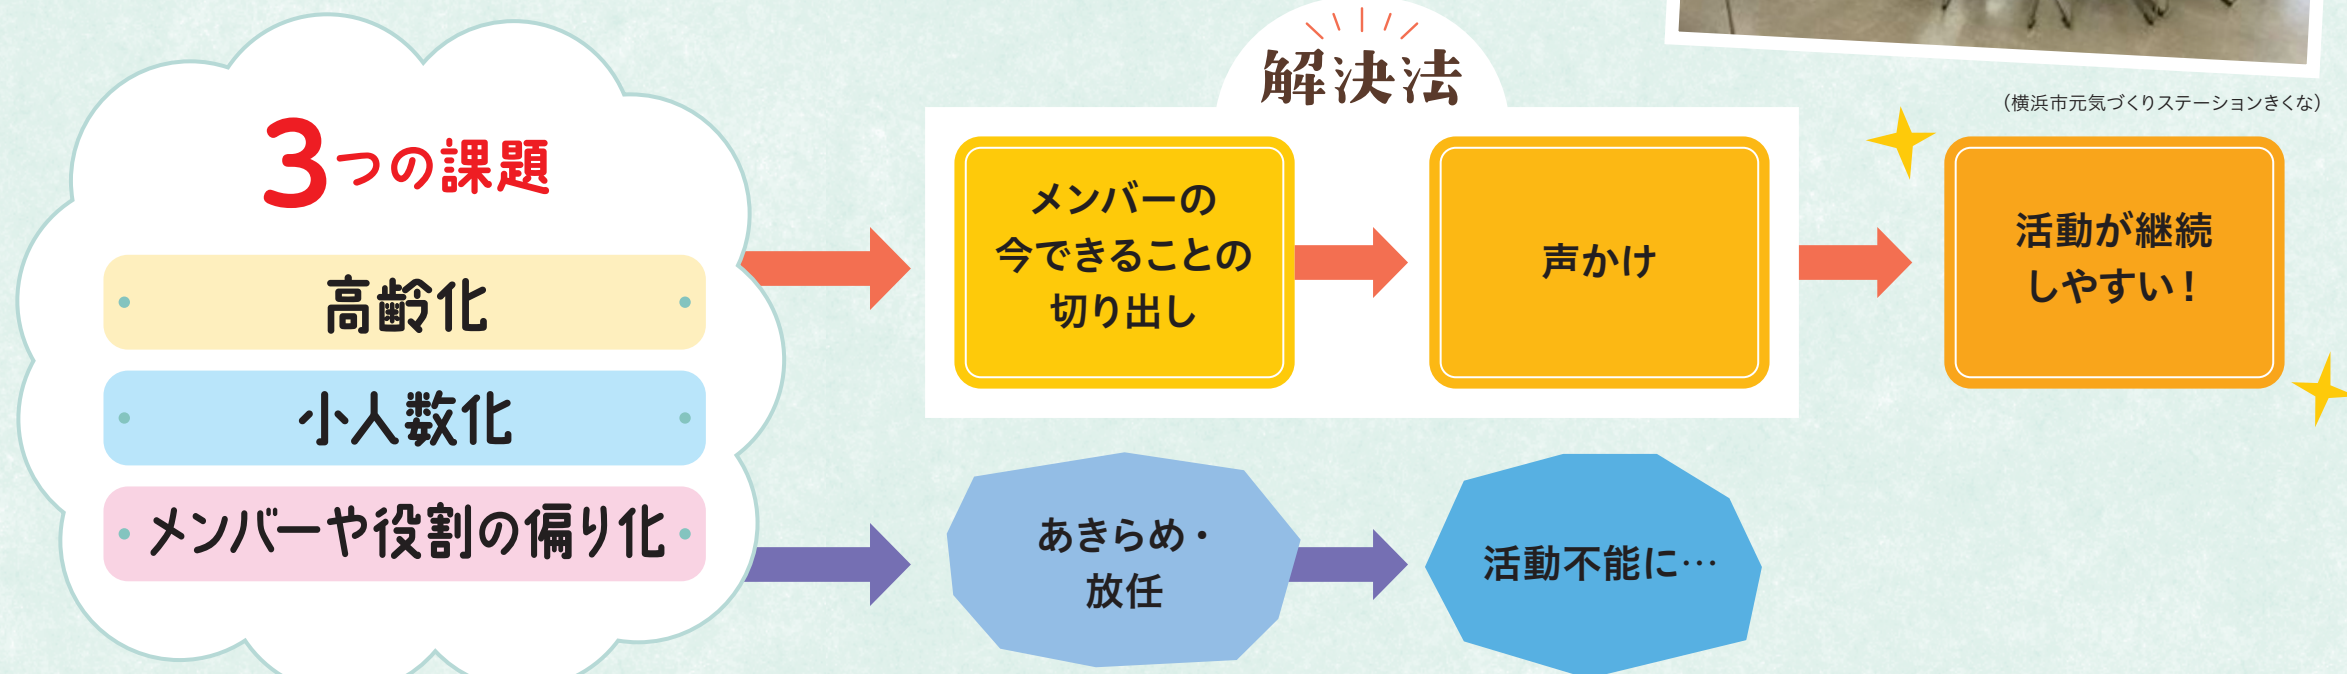 3つの課題
高齢化
小人数化
メンバーや役割の偏り化
解決法
メンバーの
今できることの
切り出し
声かけ
(横浜市元気づくりステーションきくな)
活動が継続
しやすい!
あきらめ・
放任
活動不能に…